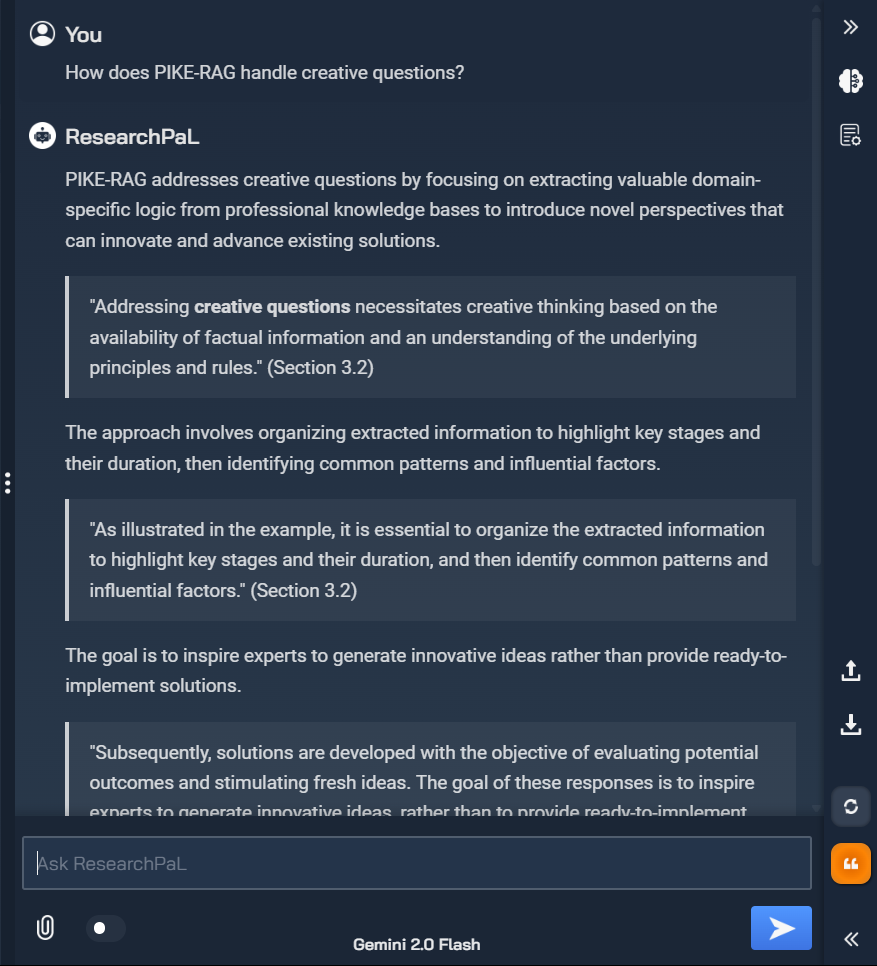 You
How does PIKE-RAG handle creative questions?
ResearchPaL
PIKE-RAG addresses creative questions by focusing on extracting valuable domain-
specific logic from professional knowledge bases to introduce novel perspectives that
can innovate and advance existing solutions.
"Addressing creative questions necessitates creative thinking based on the
availability of factual information and an understanding of the underlying
principles and rules." (Section 3.2)
The approach involves organizing extracted information to highlight key stages and
their duration, then identifying common patterns and influential factors.
"As illustrated in the example, it is essential to organize the extracted information
to highlight key stages and their duration, and then identify common patterns and
influential factors." (Section 3.2)
The goal is to inspire experts to generate innovative ideas rather than provide ready-to-
implement solutions.
"Subsequently, solutions are developed with the objective of evaluating potential
outcomes and stimulating fresh ideas. The goal of these responses is to inspire
experts to generate innovative ideas, rather than to provide ready-to-implement
Ask ResearchPaL
Gemini 2.0 Flash